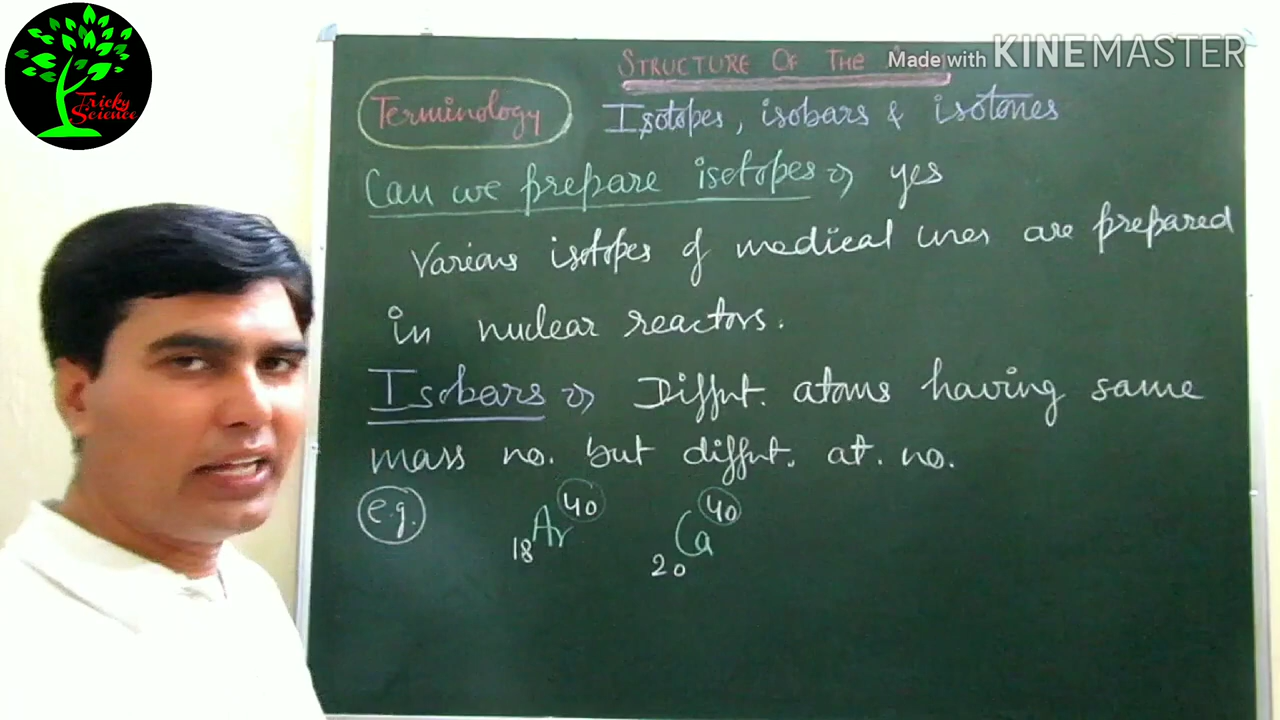 Tricky
Science
STRUCTURE OF THE
Made with KINEMASTER
Terminology
Isotopes, isobars & isotones
Can we prepare isotopes yes
Various isotopes of medical uses are prepared
in nuclear reactors.
Isobars Diffnt. atoms having same
mass no. but diffnt. at. no.
e.g. 18Ar40 20Ca40